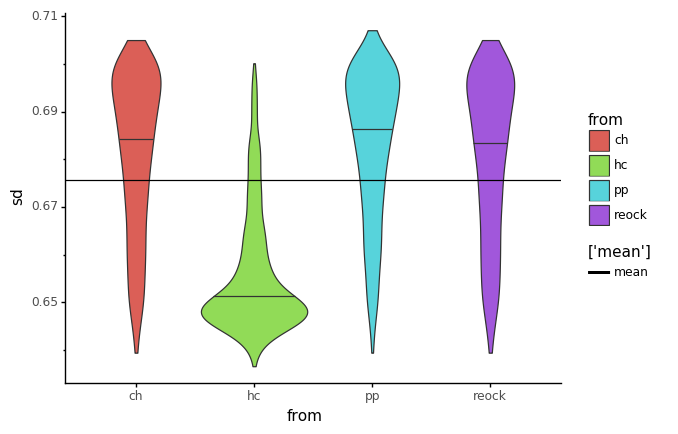 0.71
0.69
0.67
0.65
sd
ch
hc
pp
reock
from
from
ch
hc
pp
reock
['mean']
mean